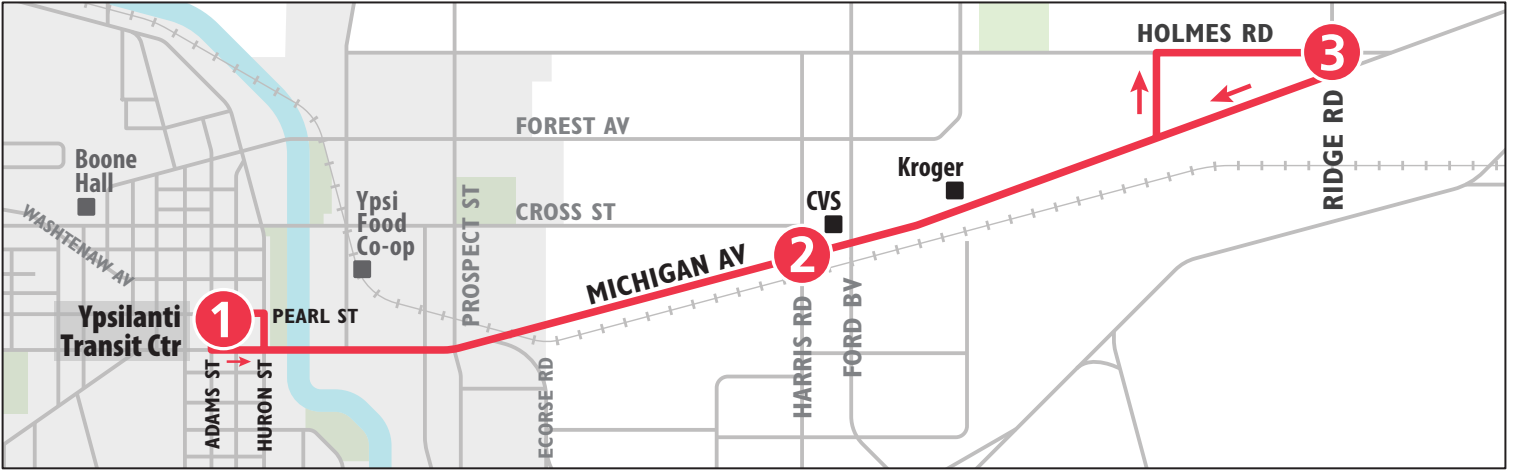 HOLMES RD
3
FOREST AV
Boone
Hall
Kroger
RIDGE RD
Ypsi
Food
Co-op
PROSPECT ST
CROSS ST
CVS
WASHTENAW AV
2
MICHIGAN AV
Ypsilanti
Transit Ctr
1
PEARL ST
HARRIS RD
FORD BV
ADAMS ST
HURON ST
ECORSE RD